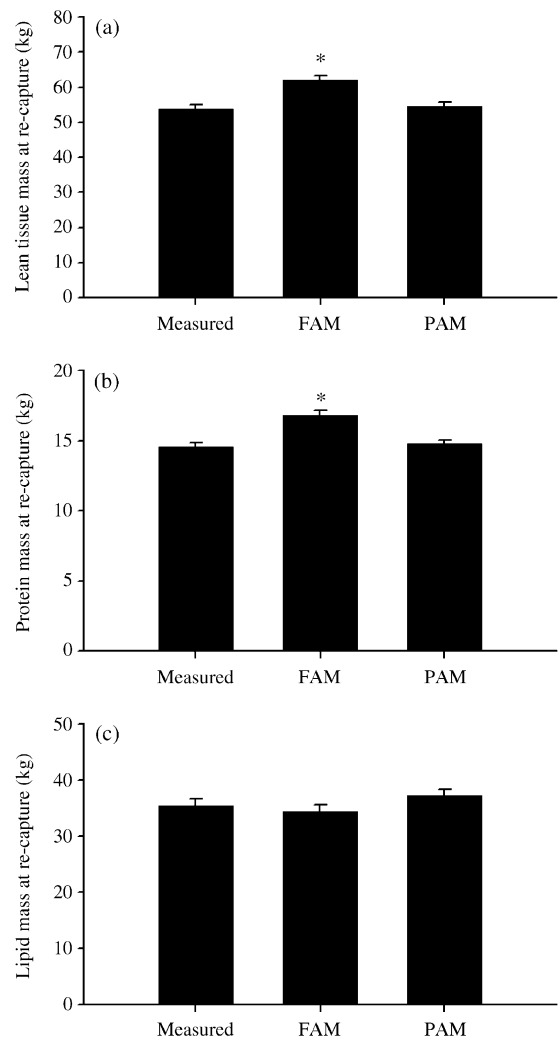 (a)
Lean tissue mass at re-capture (kg)
80
70
60
50
40
30
20
10
0
*
Measured FAM PAM
(b)
Protein mass at re-capture (kg)
20
15
10
5
0
*
Measured FAM PAM
(c)
Lipid mass at re-capture (kg)
50
40
30
20
10
0
Measured FAM PAM